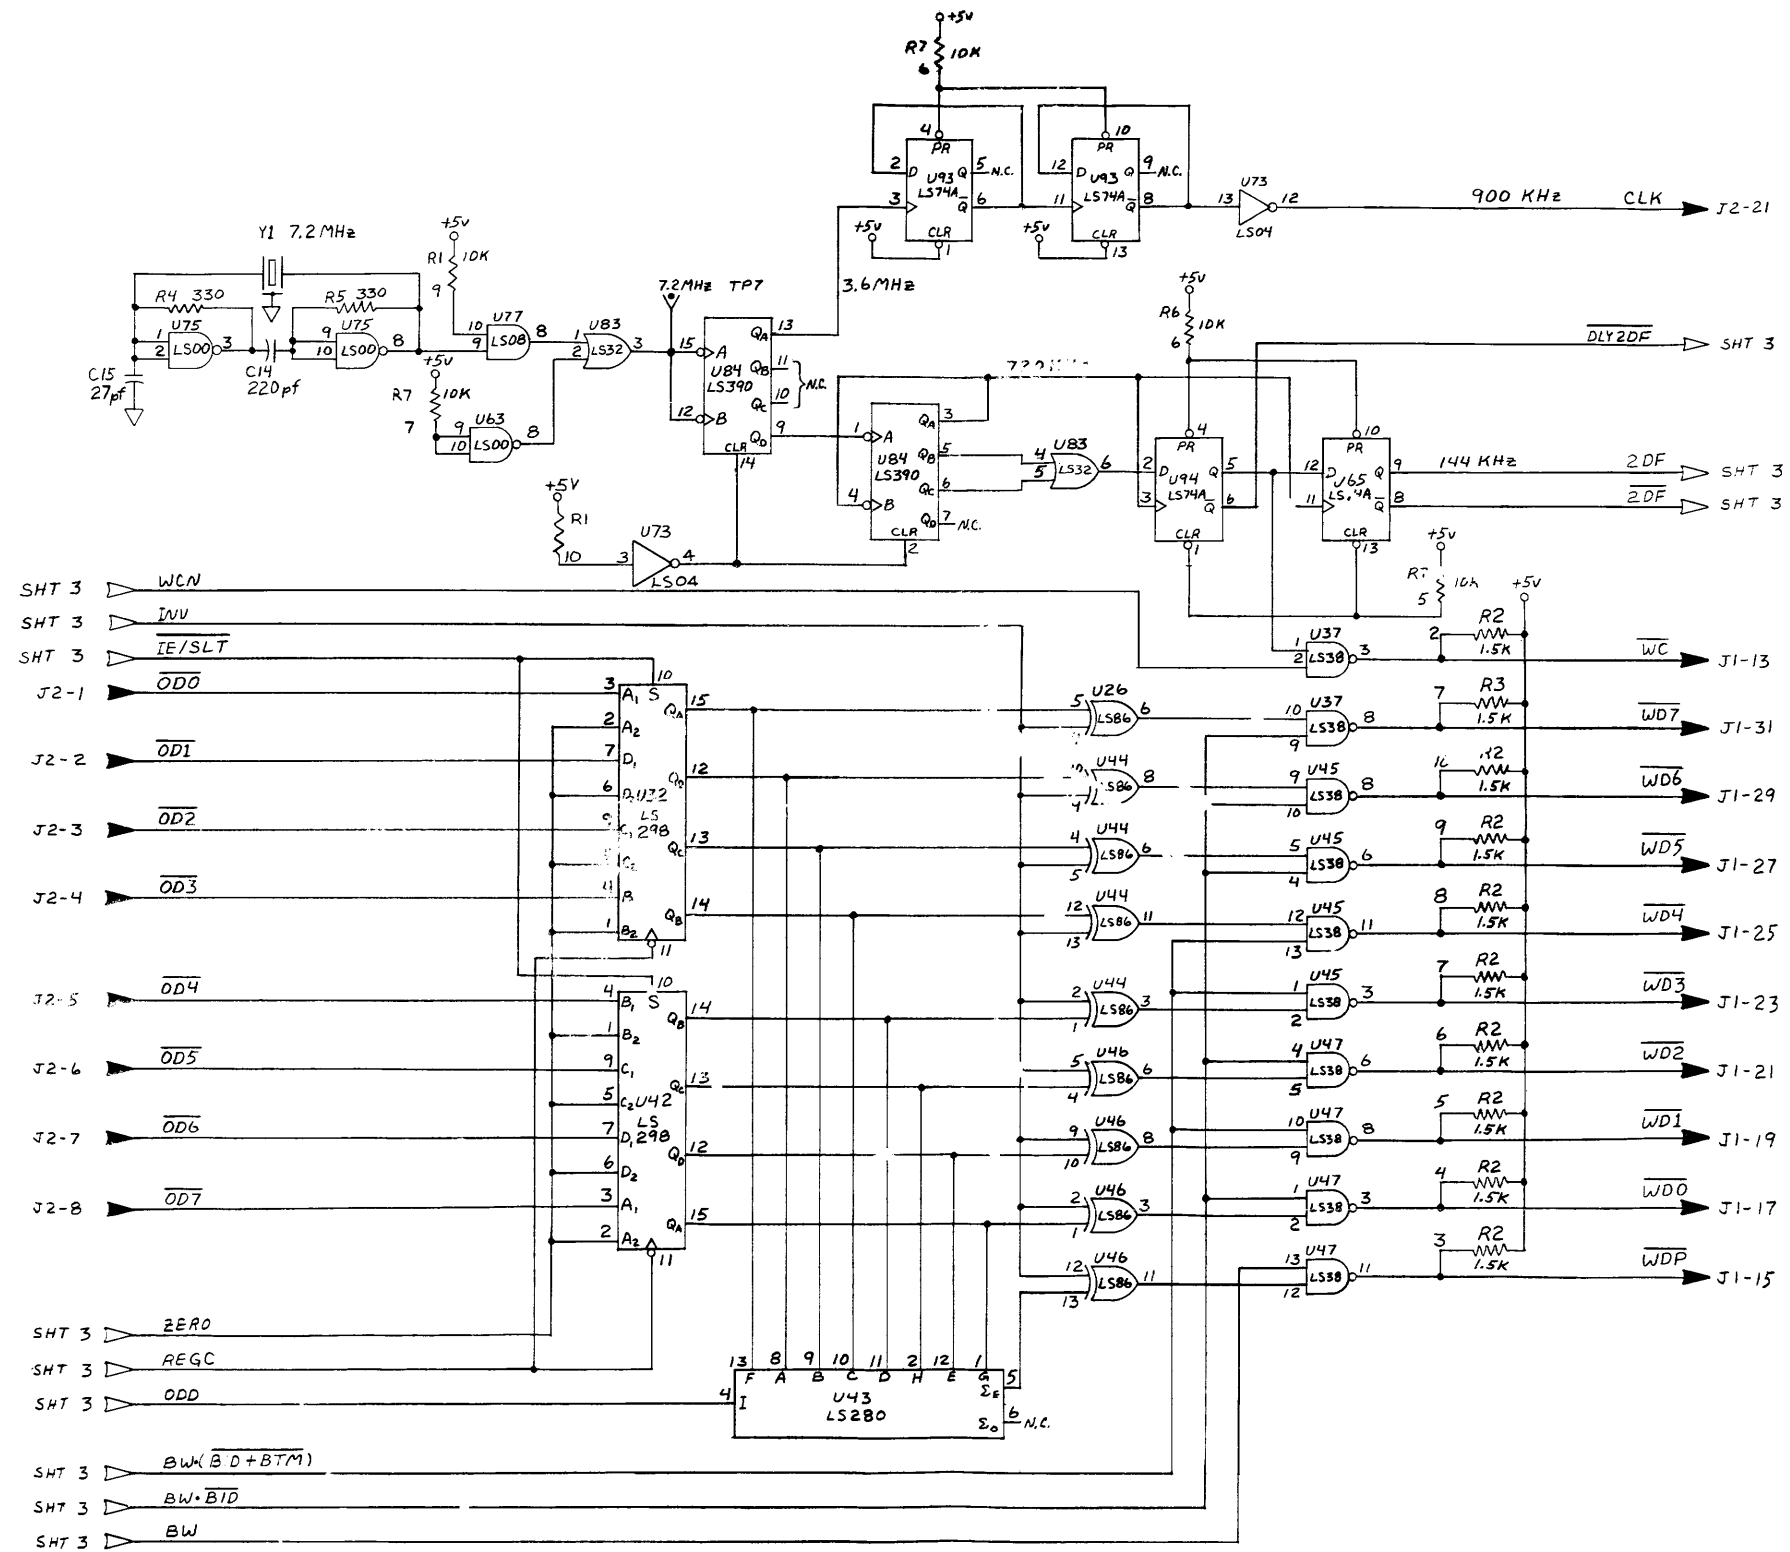 +5V
R7 10K
6
4 10
PR PR
2 D Q 5 N.C. 12 D Q 9 N.C.
U93 LS74A U93 LS74A
3 Q 6 11 Q 8 13 U73 12 900 KHz CLK J2-21
LS04
+5V CLR 1 +5V CLR 13
Y1 7.2MHz
+5V
R1 10K
9
R4 330 R5 330
1 U75 3 9 U75 8
2 LS00 10 LS00
C15 27pf
C14 220pf
10 U77 8
9 LS08
1 U83 3
2 LS32
7.2MHz TP7
3.6MHz
+5V
R7 10K
7
9 U63 8
10 LS00
15 A QA 13
U84 LS390
QB 11
QC 10 N.C.
12 B QD 9
CLR
14
1 A QA 3
QB 5
U84 LS390
QC 6
4 B
QD 7 N.C.
CLR
2
4 U83 6
5 LS32
+5V
R6 10K
6
4 10
PR PR
2 D Q 5 12 D Q 9
U94 LS74A U65
3 Q 6 11 Q 8
CLR 1 CLR 13
DLY2DF SHT 3
144 KHz 2DF SHT 3
2DF SHT 3
+5V
5
+5V
+5V
R1
10
3 U73 4
LS04
SHT 3 WCN
SHT 3 INV
SHT 3 IE/SLT
J2-1 OD0
J2-2 OD1
J2-3 OD2
J2-4 OD3
J2-5 OD4
J2-6 OD5
J2-7 OD6
J2-8 OD7
10
3 A1 S QA 15
2 A2
7 D1
12
6 U32
LS 298
QC 13
QB 14
1 B2
11
10
4 B1 S QB 14
1 B2
9 C1 QC 13
5 C2 U42
7 D1 LS 298
QD 12
6 D2
3 A1 QA 15
2 A2
11
5 U26 6
LS86
U44 8
4 U44 6
5 LS86
12 U44 11
13 LS86
2 U44 3
1 LS86
5 U46 6
4 LS86
9 U46 8
10 LS86
2 U46 3
1 LS86
12 U46 11
13 LS86
1 U37 3 2 R2 1.5K WC J1-13
2 LS38
10 U37 8 7 R3 1.5K WD7 J1-31
9 LS38
9 U45 8 1.5K WD6 J1-29
10 LS38
5 U45 6 9 R2 1.5K WD5 J1-27
4 LS38
12 U45 11 8 R2 1.5K WD4 J1-25
13 LS38
1 U45 3 7 R2 1.5K WD3 J1-23
2 LS38
4 U47 6 6 R2 1.5K WD2 J1-21
5 LS38
10 U47 8 5 R2 1.5K WD1 J1-19
9 LS38
1 U47 3 4 R2 1.5K WD0 J1-17
2 LS38
13 U47 11 3 R2 1.5K WDP J1-15
12 LS38
SHT 3 ZERO
SHT 3 REGC
SHT 3 ODD
13 8 9 10 11 2 12 1
F A B C D H E G
4 I U43 ΣE 5
LS280
ΣO 6 N.C.
SHT 3 BW·(BID+BTM)
SHT 3 BW·BID
SHT 3 BW